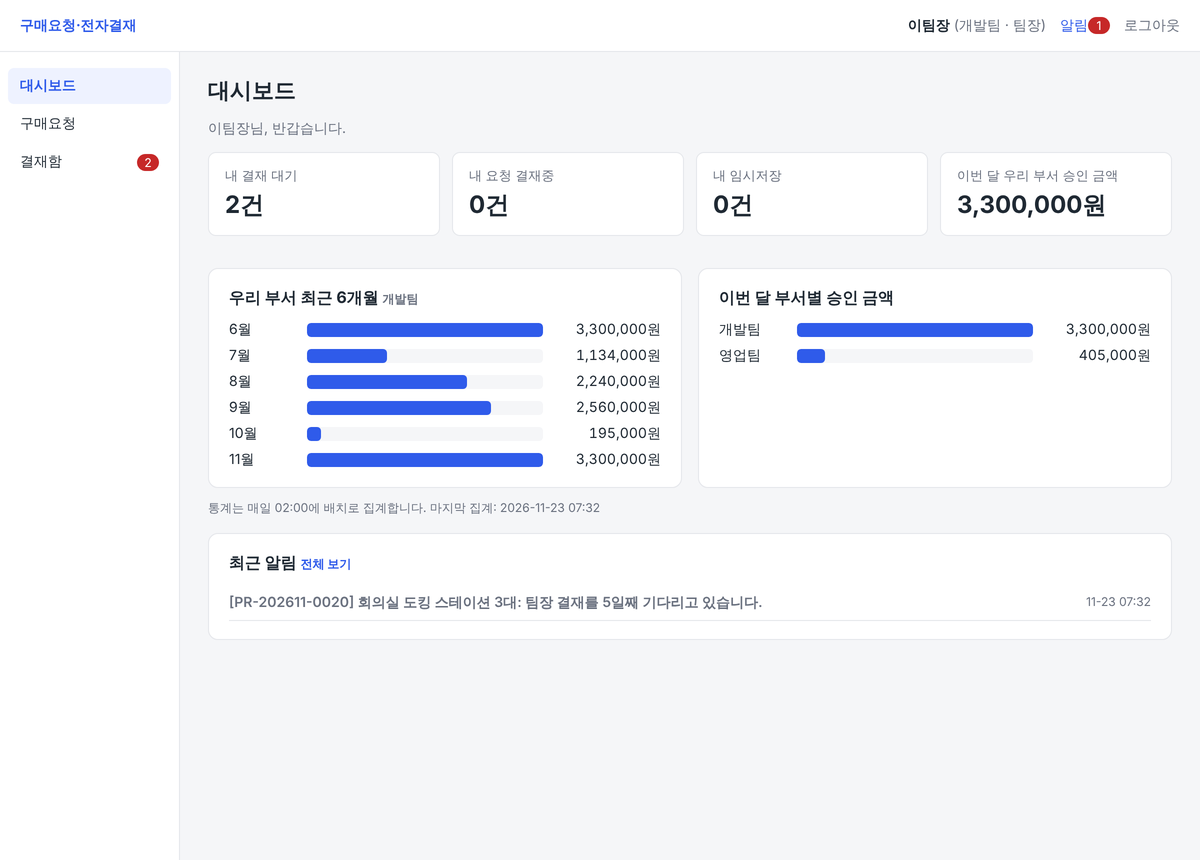 구매요청·전자결재
이팀장 (개발팀 · 팀장) 알림 1 로그아웃
대시보드
구매요청
결재함 2
대시보드
이팀장님, 반갑습니다.
내 결재 대기
2건
내 요청 결재중
0건
내 임시저장
0건
이번 달 우리 부서 승인 금액
3,300,000원
우리 부서 최근 6개월 개발팀
6월 3,300,000원
7월 1,134,000원
8월 2,240,000원
9월 2,560,000원
10월 195,000원
11월 3,300,000원
이번 달 부서별 승인 금액
개발팀 3,300,000원
영업팀 405,000원
통계는 매일 02:00에 배치로 집계합니다. 마지막 집계: 2026-11-23 07:32
최근 알림 전체 보기
[PR-202611-0020] 회의실 도킹 스테이션 3대: 팀장 결재를 5일째 기다리고 있습니다. 11-23 07:32